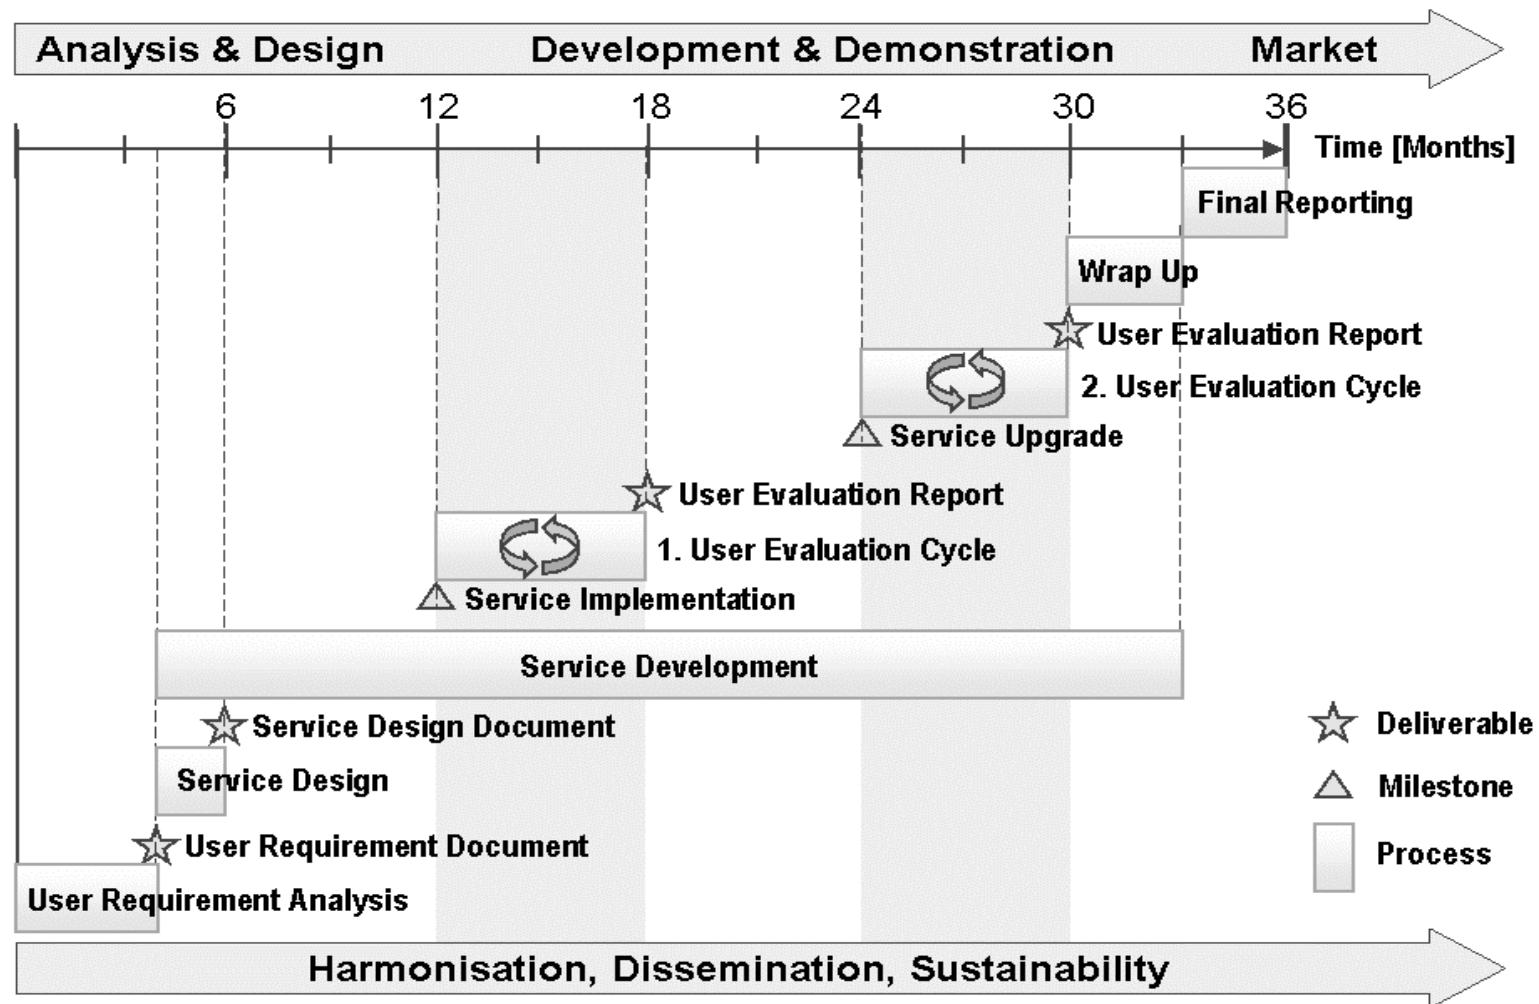 Analysis & Design Development & Demonstration Market
6 12 18 24 30 36
Time [Months]
Final Reporting
Wrap Up
User Evaluation Report
2. User Evaluation Cycle
Service Upgrade
User Evaluation Report
1. User Evaluation Cycle
Service Implementation
Service Development
Service Design Document
Service Design
User Requirement Document
User Requirement Analysis
Deliverable
Milestone
Process
Harmonisation, Dissemination, Sustainability